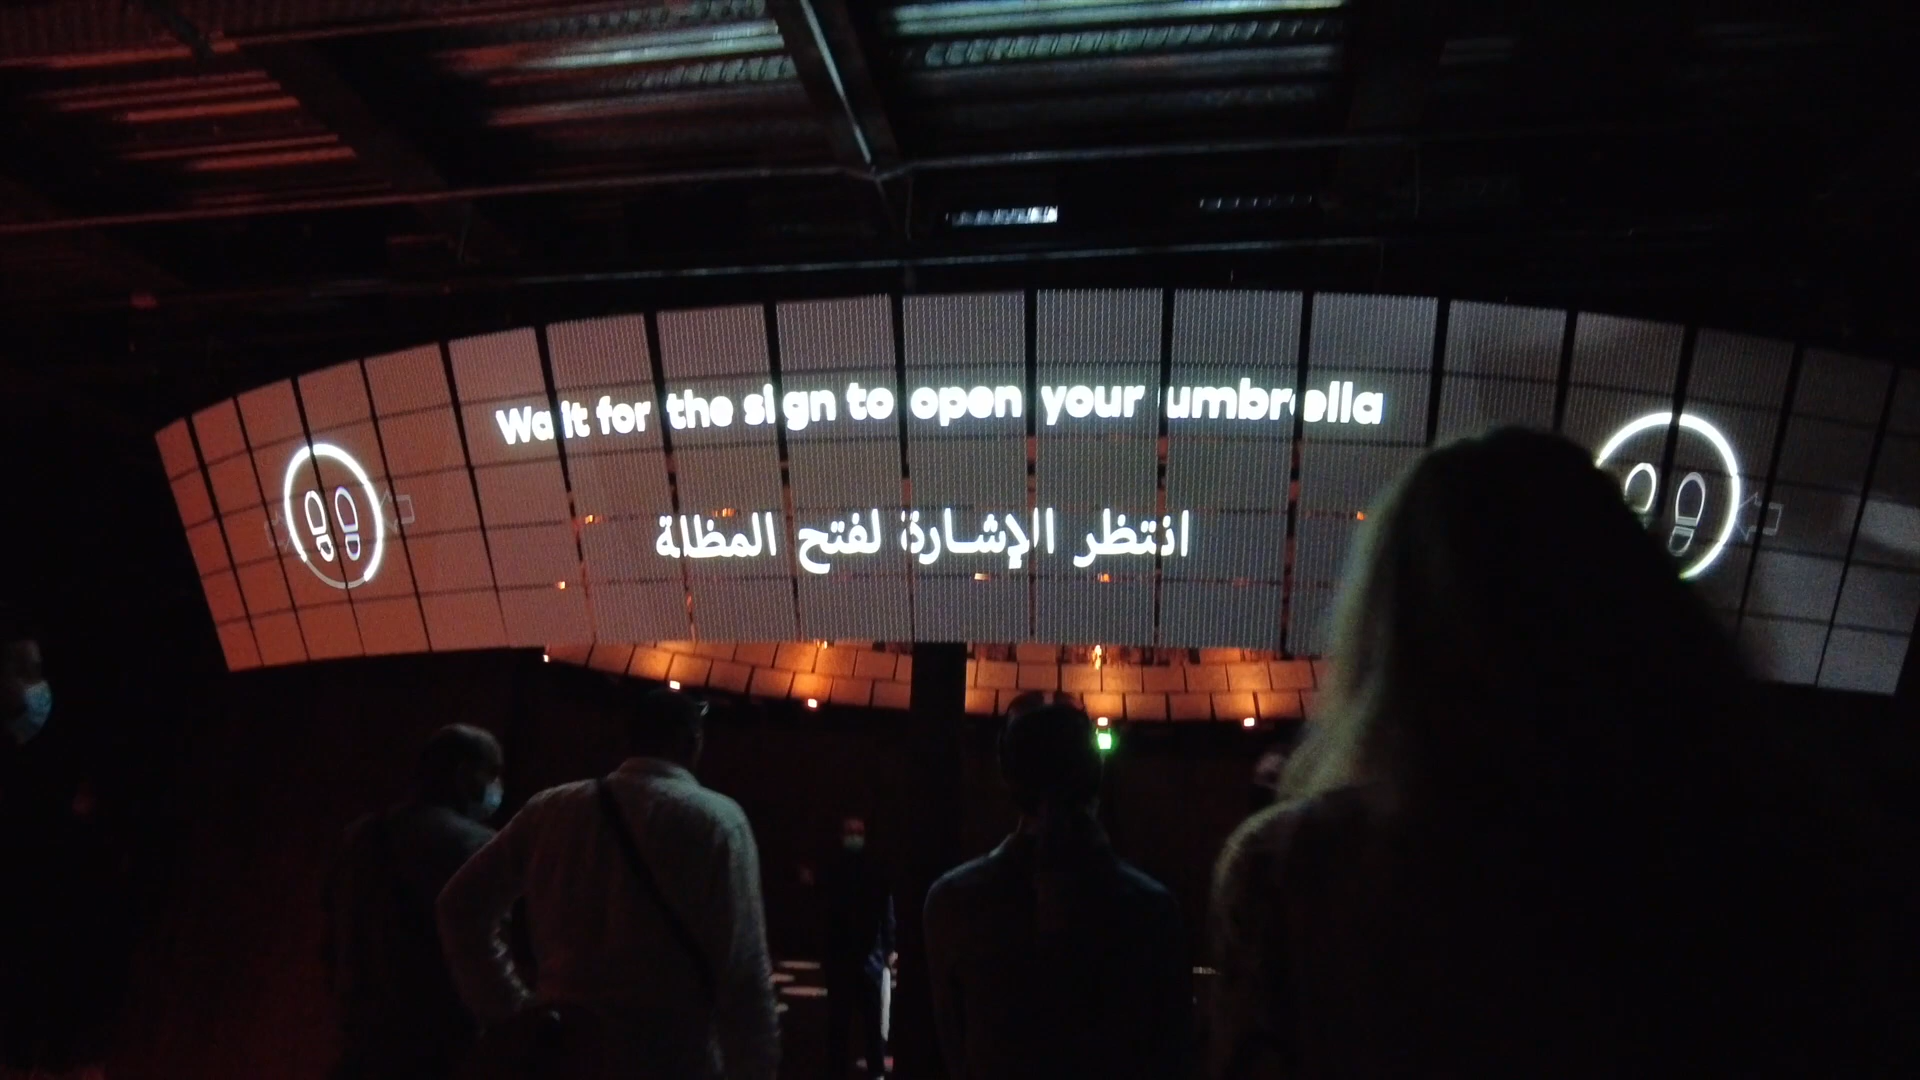 Wait for the sign to open your umbrella
انتظر الإشارة لفتح المظلة